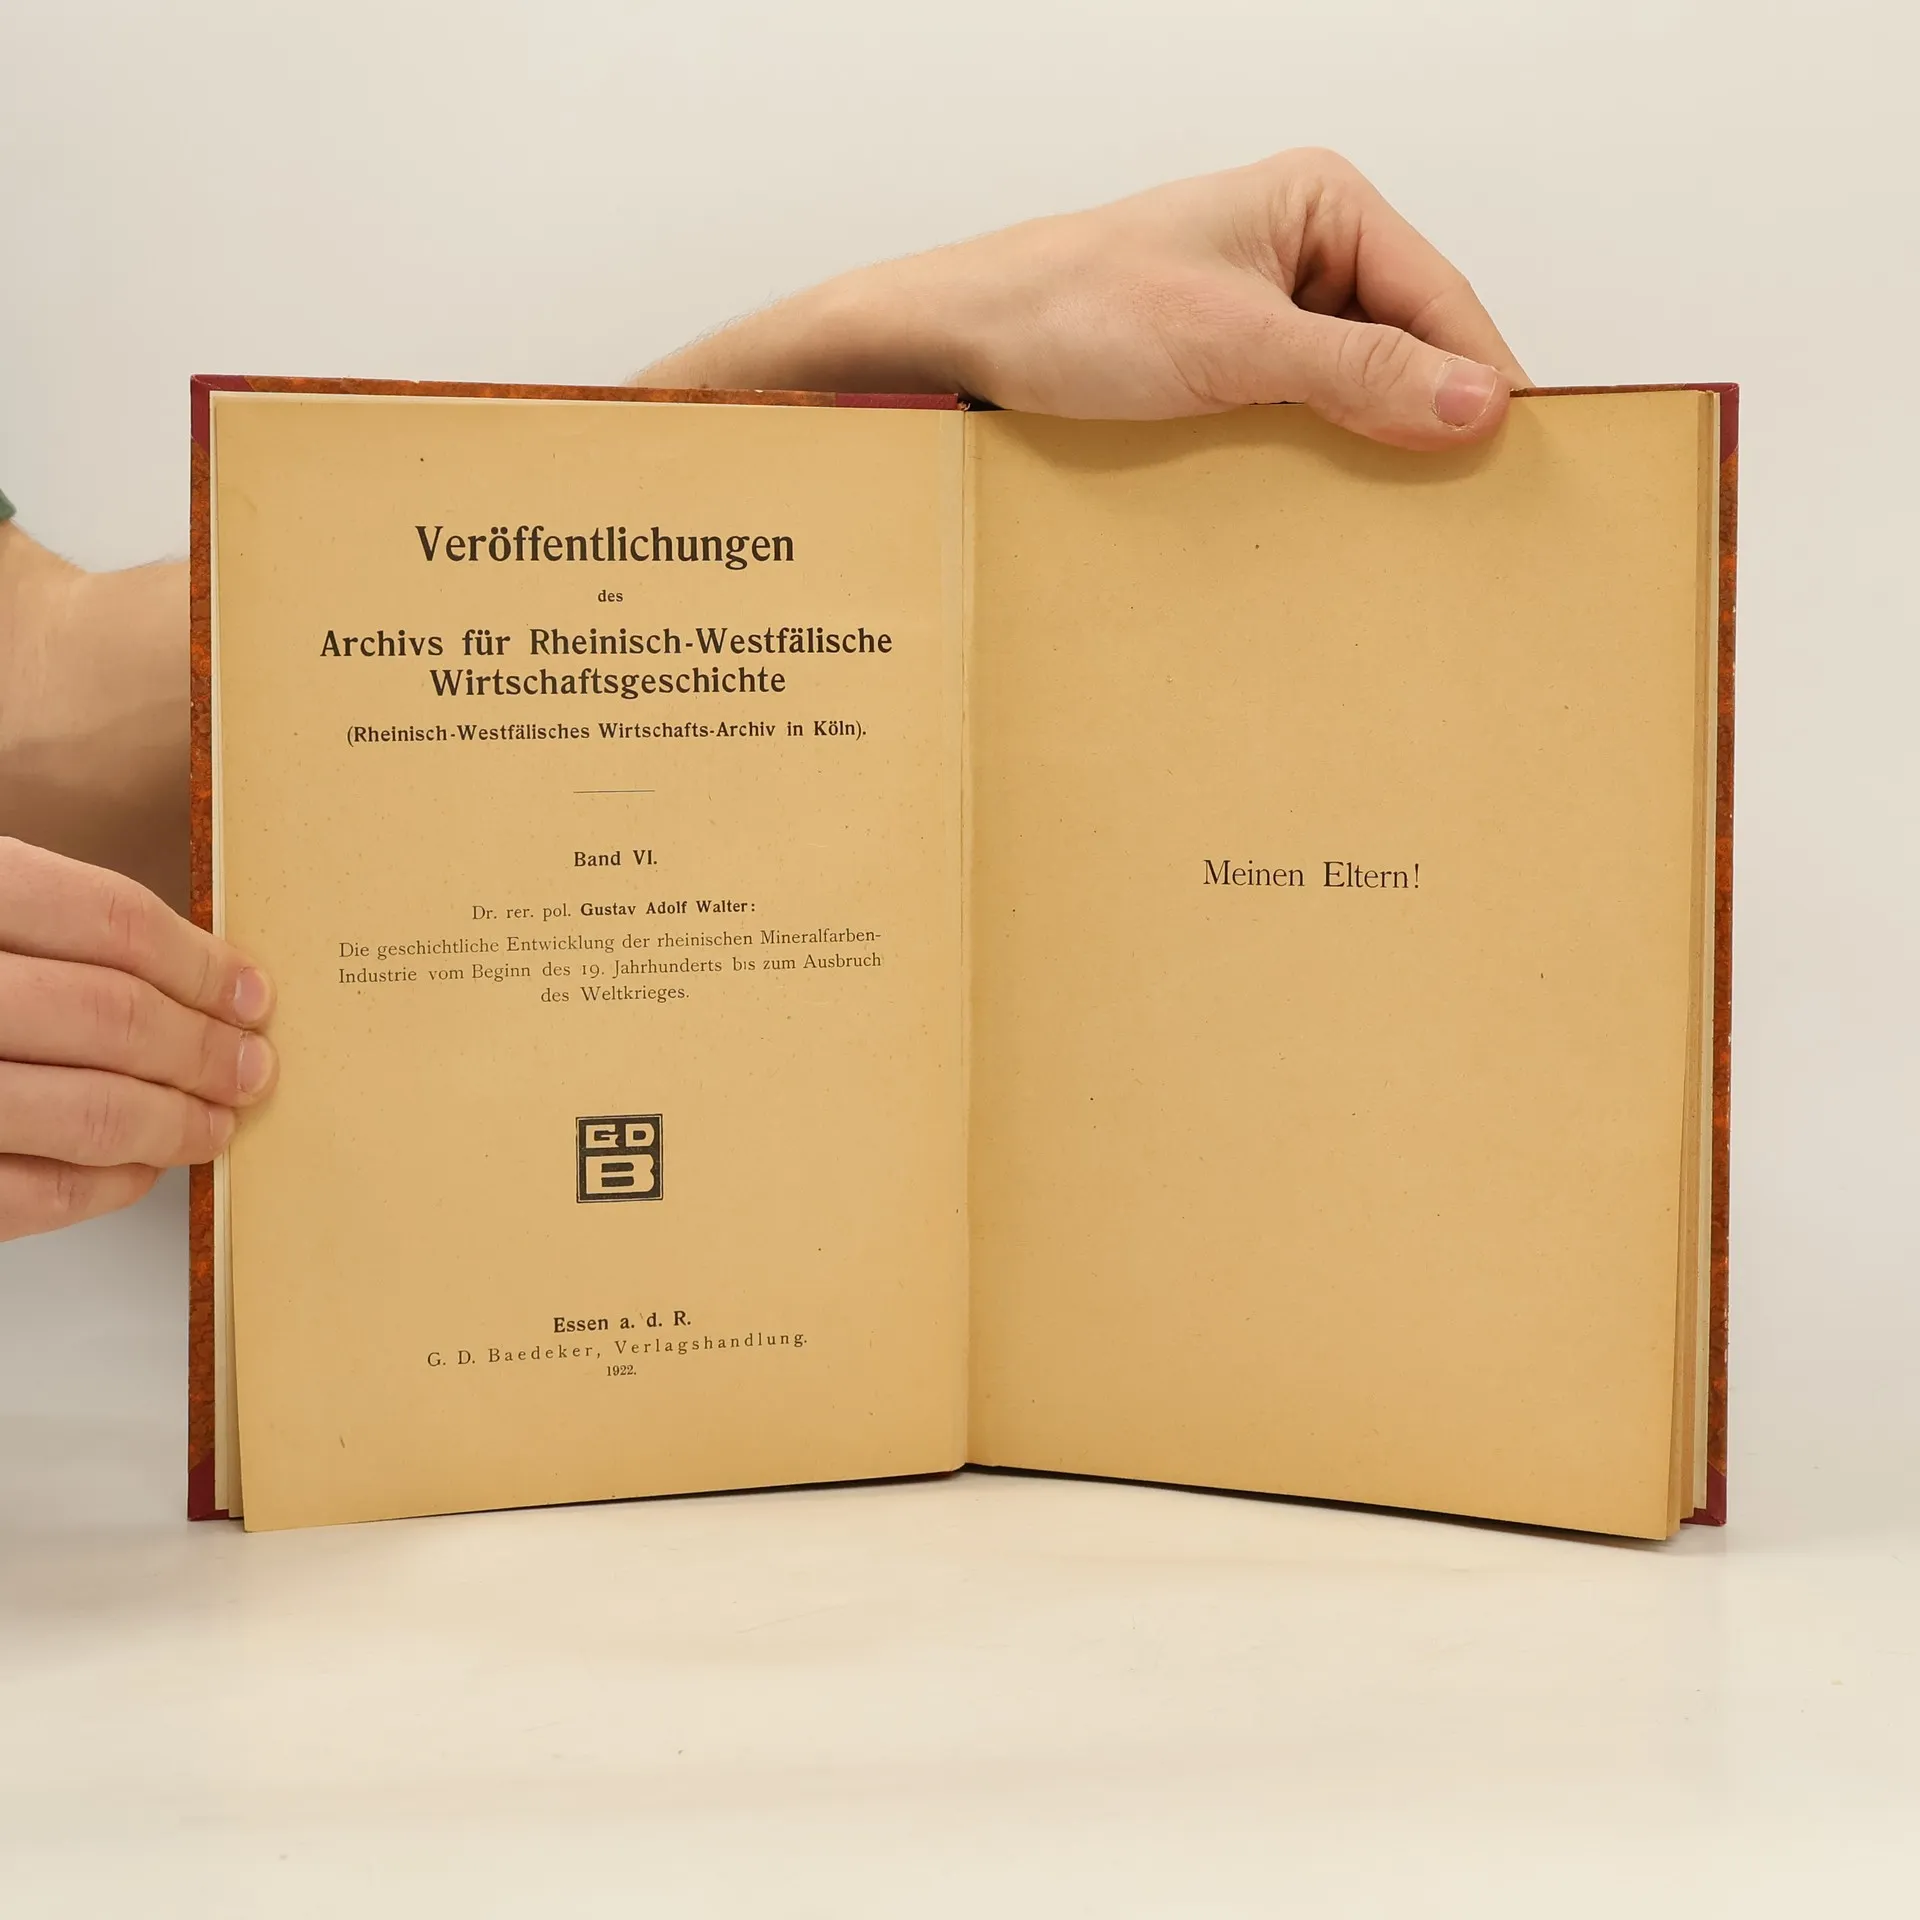 Veröffentlichungen
des
Archivs für Rheinisch-Westfälische
Wirtschaftsgeschichte
(Rheinisch-Westfälisches Wirtschafts-Archiv in Köln).
Band VI.
Dr. rer. pol. Gustav Adolf Walter:
Die geschichtliche Entwicklung der rheinischen Mineralfarben-
Industrie vom Beginn des 19. Jahrhunderts bis zum Ausbruch
des Weltkrieges.
GD
B
Essen a. d. R.
G. D. Baedeker, Verlagshandlung.
1922.
Meinen Eltern!